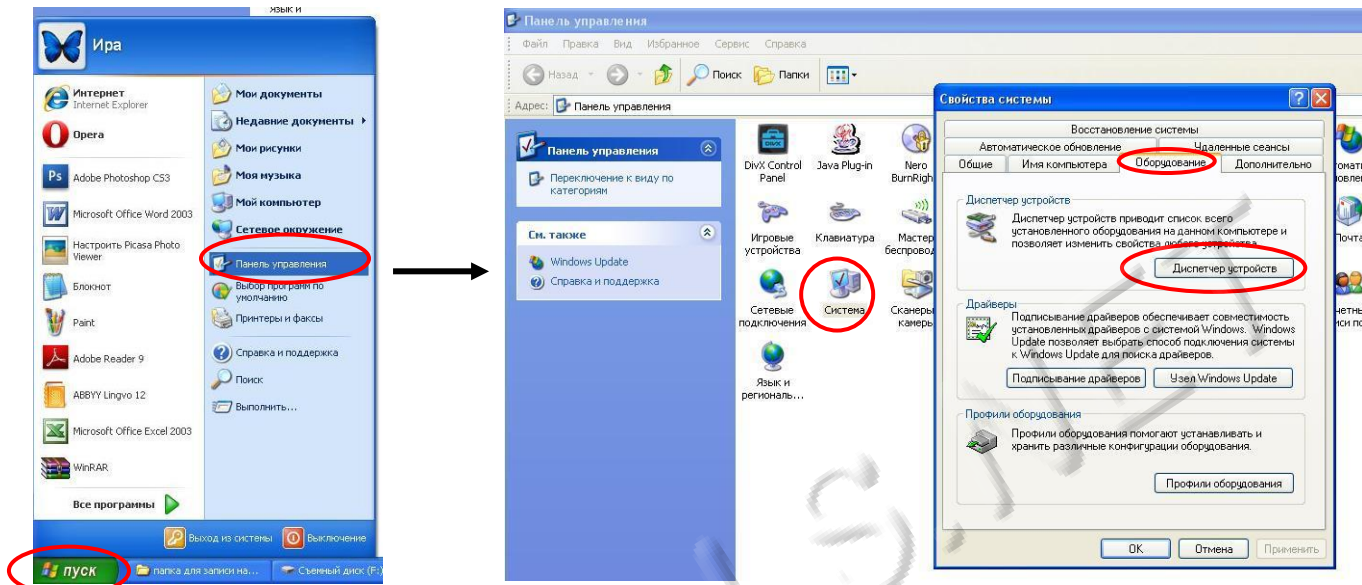 язык и
Ира
Интернет
Internet Explorer
Opera
Adobe Photoshop CS3
Microsoft Office Word 2003
Настроить Picasa Photo
Viewer
Блокнот
Paint
Adobe Reader 9
ABBYY Lingvo 12
Microsoft Office Excel 2003
WinRAR
Все программы
Мои документы
Недавние документы
Мои рисунки
Моя музыка
Мой компьютер
Сетевое окружение
Панель управления
Выбор программ по
умолчанию
Принтеры и факсы
Справка и поддержка
Поиск
Выполнить...
Выход из системы
Выключение
пуск
папка для записи на...
Съемный диск (F:)
Панель управления
Файл Правка Вид Избранное Сервис Справка
Назад
Поиск
Папки
Адрес: Панель управления
Панель управления
Переключение к виду по
категориям
См. также
Windows Update
Справка и поддержка
DivX Control
Panel
Java Plug-in
Nero
BurnRigh
Игровые
устройства
Клавиатура
Мастер
беспровод
Сетевые
подключения
Система
Сканеры
камеры
Язык и
региональ...
Почта
Свойства системы
Восстановление системы
Автоматическое обновление
Удаленные сеансы
Общие
Имя компьютера
Оборудование
Дополнительно
Диспетчер устройств
Диспетчер устройств приводит список всего
установленного оборудования на данном компьютере и
позволяет изменить свойства любого устройства.
Диспетчер устройств
Драйверы
Подписывание драйверов обеспечивает совместимость
установленных драйверов с системой Windows. Windows
Update позволяет выбрать способ подключения системы
к Windows Update для поиска драйверов.
Подписывание драйверов
Узел Windows Update
Профили оборудования
Профили оборудования помогают устанавливать и
хранить различные конфигурации оборудования.
Профили оборудования
OK
Отмена
Применить